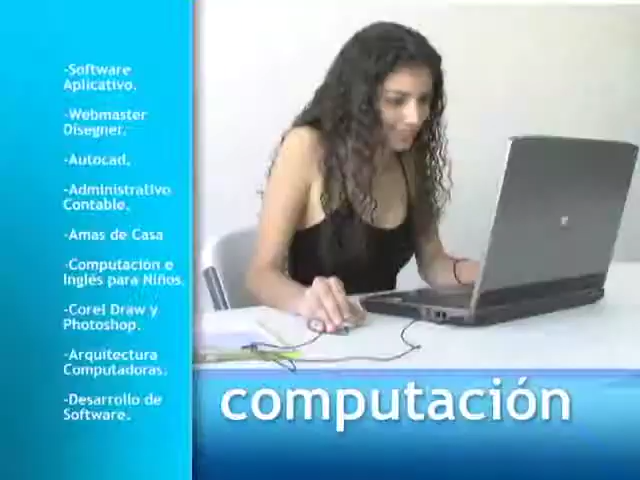 -Software
Aplicativo.
-Webmaster
Disegner.
-Autocad.
-Administrativo
Contable.
-Amas de Casa
-Computación e
Inglés para Niños.
-Corel Draw y
Photoshop.
-Arquitectura
Computadoras.
-Desarrollo de
Software.
computación